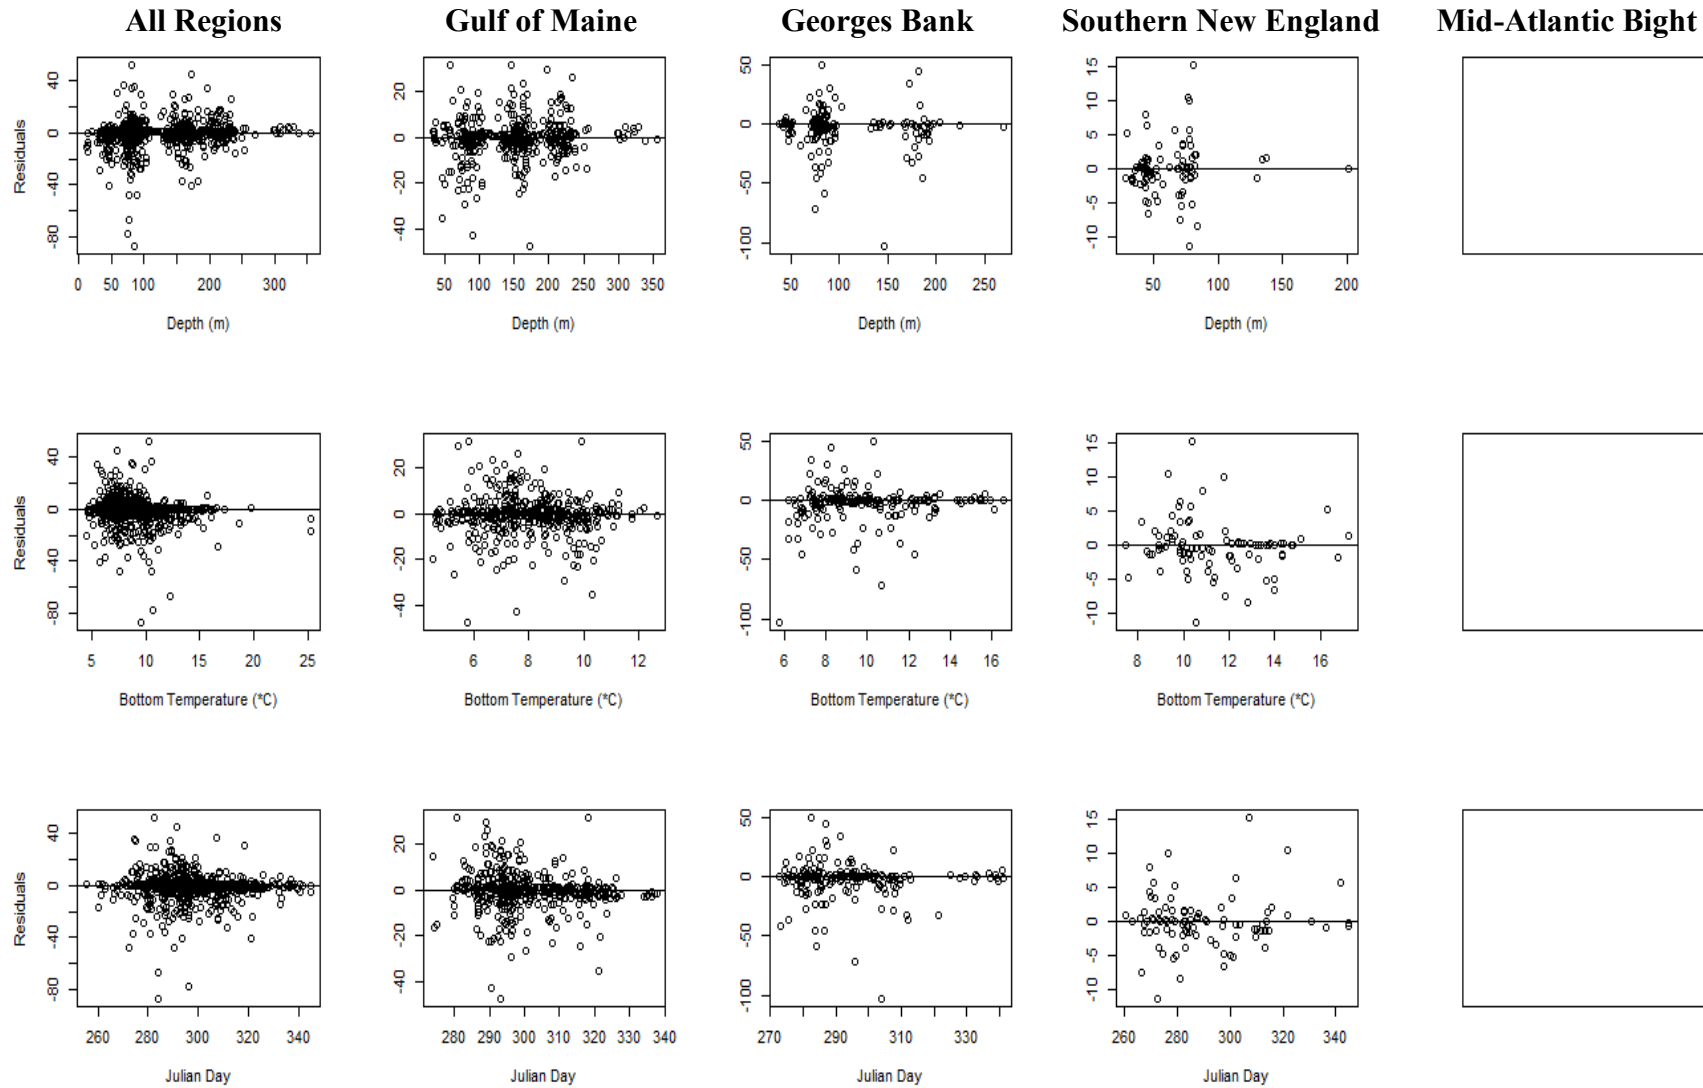 All Regions Gulf of Maine Georges Bank Southern New England Mid-Atlantic Bight
Residuals
-80 -40 0 40
0 50 100 200 300
Depth (m)
-40 -20 0 20
50 100 150 200 250 300 350
Depth (m)
-100 -50 0 50
50 100 150 200 250
Depth (m)
-10 -5 0 5 10 15
50 100 150 200
Depth (m)
Residuals
-80 -40 0 40
5 10 15 20 25
Bottom Temperature (*C)
-40 -20 0 20
6 8 10 12
Bottom Temperature (*C)
-100 -50 0 50
6 8 10 12 14 16
Bottom Temperature (*C)
-10 -5 0 5 10 15
8 10 12 14 16
Bottom Temperature (*C)
Residuals
-80 -40 0 40
260 280 300 320 340
Julian Day
-40 -20 0 20
280 290 300 310 320 330 340
Julian Day
-100 -50 0 50
270 290 310 330
Julian Day
-10 -5 0 5 10 15
260 280 300 320 340
Julian Day